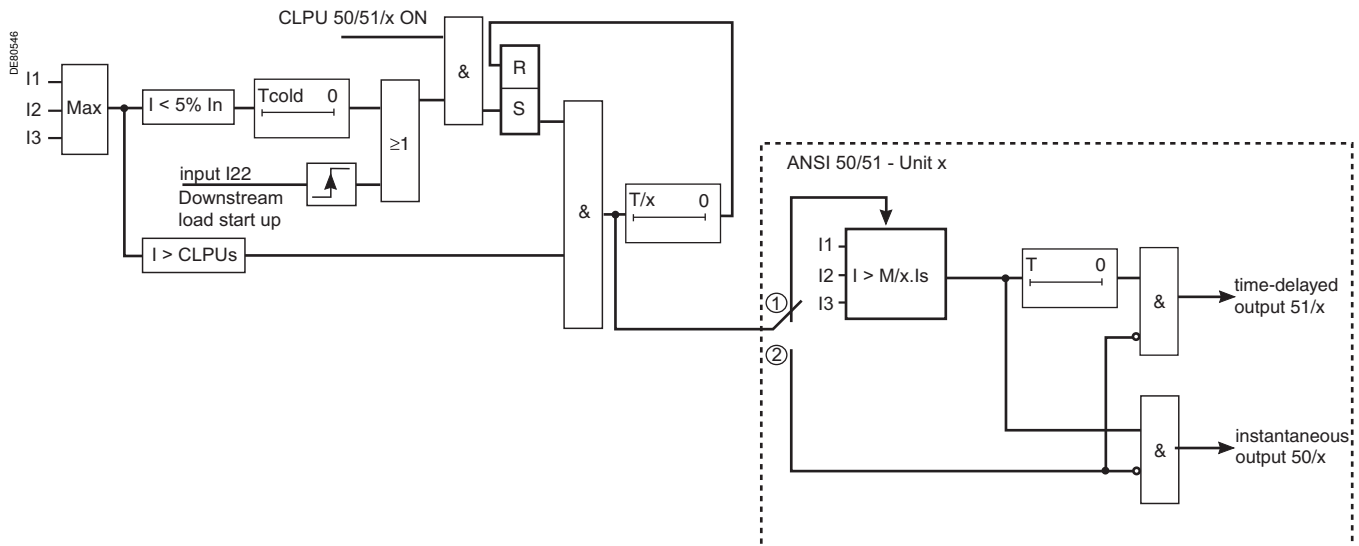 DE80546
CLPU 50/51/x ON
I1
I2
I3
Max
I < 5% In
Tcold 0
≥1
&
R
S
input I22
Downstream
load start up
I > CLPUs
&
T/x 0
ANSI 50/51 - Unit x
1
2
I1
I2
I3
I > M/x.Is
T 0
&
time-delayed
output 51/x
&
instantaneous
output 50/x